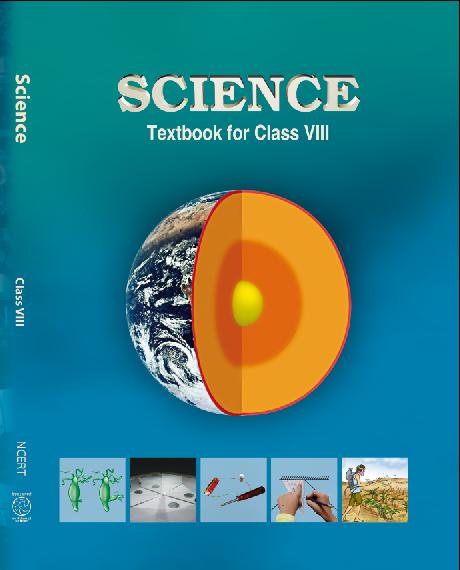 SCIENCE
Textbook for Class VIII
Science
Class VIII
NCERT